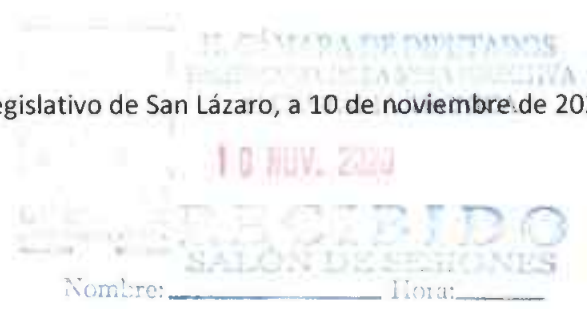 H. CÁMARA DE DIPUTADOS
egislativo de San Lázaro, a 10 de noviembre de 20
10 NOV. 2020
RECIBIDO
SALÓN DE SESIONES
Nombre: Hora: